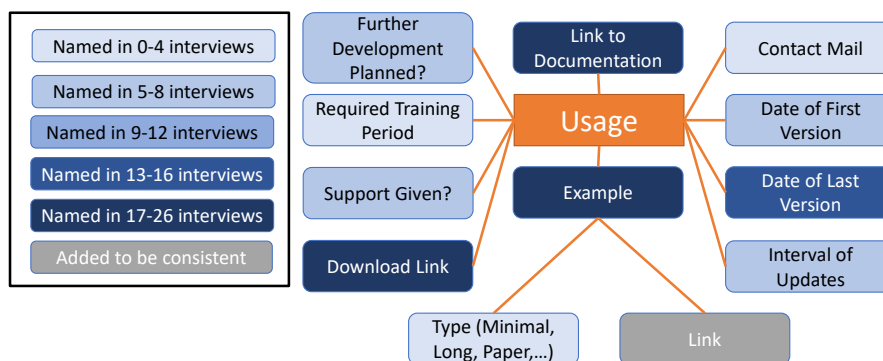 Named in 0-4 interviews
Named in 5-8 interviews
Named in 9-12 interviews
Named in 13-16 interviews
Named in 17-26 interviews
Added to be consistent
Further
Development
Planned?
Link to
Documentation
Contact Mail
Required Training
Period
Usage
Date of First
Version
Support Given?
Example
Date of Last
Version
Download Link
Interval of
Updates
Type (Minimal,
Long, Paper,...)
Link